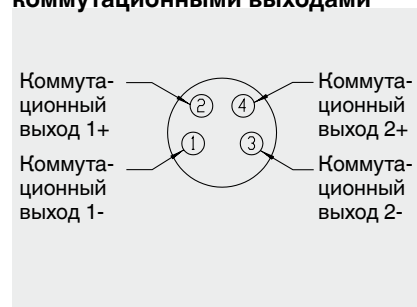 коммутационными выходами
Коммута-
ционный
выход 1+
Коммута-
ционный
выход 1-
2
4
1
3
Коммута-
ционный
выход 2+
Коммута-
ционный
выход 2-